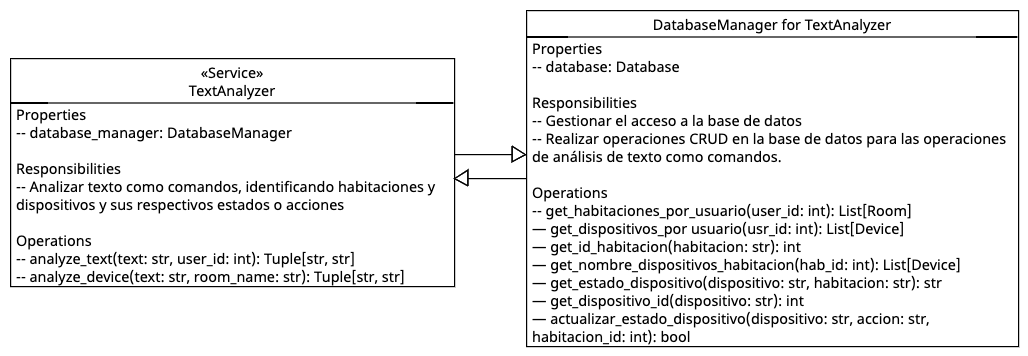 «Service»
TextAnalyzer
Properties
-- database_manager: DatabaseManager
Responsibilities
-- Analizar texto como comandos, identificando habitaciones y
dispositivos y sus respectivos estados o acciones
Operations
-- analyze_text(text: str, user_id: int): Tuple[str, str]
-- analyze_device(text: str, room_name: str): Tuple[str, str]
DatabaseManager for TextAnalyzer
Properties
-- database: Database
Responsibilities
-- Gestionar el acceso a la base de datos
-- Realizar operaciones CRUD en la base de datos para las operaciones
de análisis de texto como comandos.
Operations
-- get_habitaciones_por_usuario(user_id: int): List[Room]
— get_dispositivos_por usuario(usr_id: int): List[Device]
— get_id_habitacion(habitacion: str): int
— get_nombre_dispositivos_habitacion(hab_id: int): List[Device]
— get_estado_dispositivo(dispositivo: str, habitacion: str): str
— get_dispositivo_id(dispositivo: str): int
— actualizar_estado_dispositivo(dispositivo: str, accion: str,
habitacion_id: int): bool